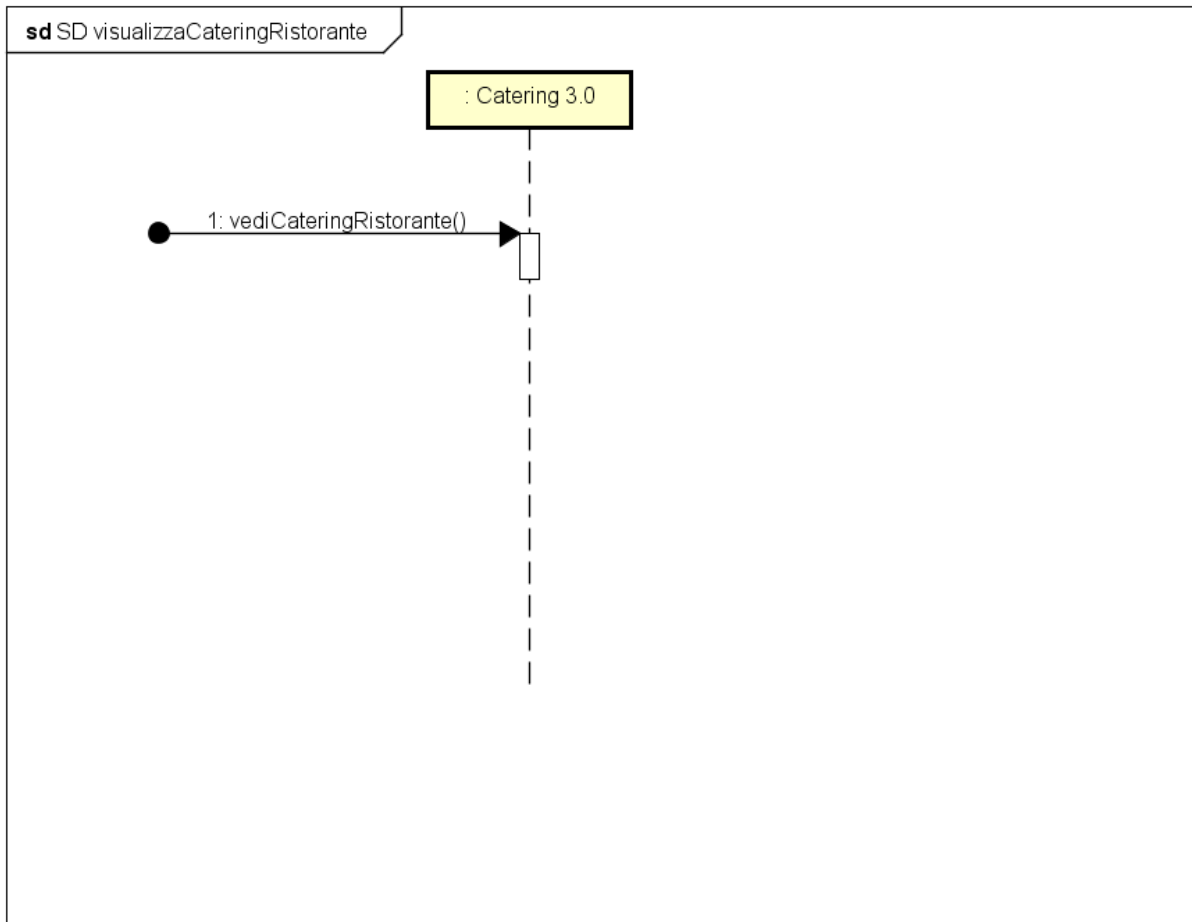 sd SD visualizzaCateringRistorante
: Catering 3.0
1: vediCateringRistorante()